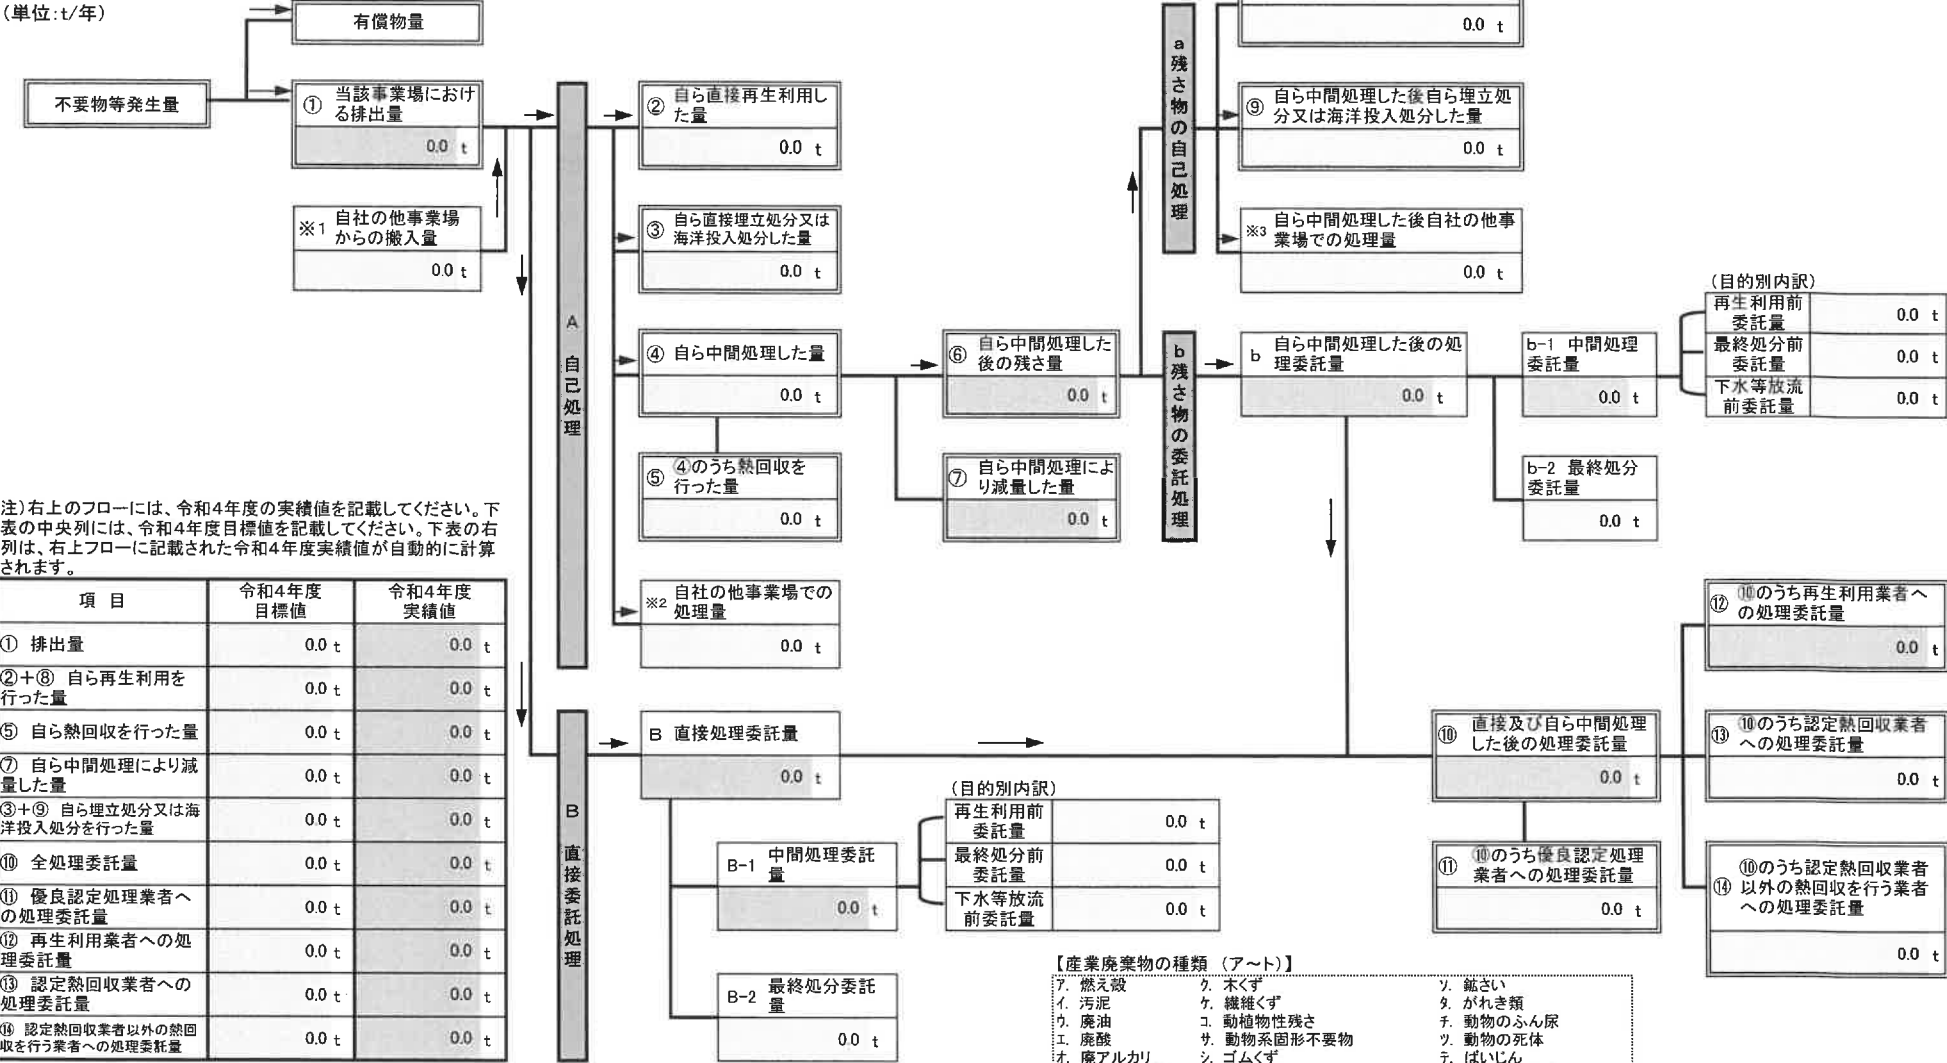 (単位:t/年)
有償物量
不要物等発生量
① 当該事業場におけ
る排出量
0.0 t
※1 自社の他事業場
からの搬入量
0.0 t
A 自己処理
② 自ら直接再生利用し
た量
0.0 t
③ 自ら直接埋立処分又は
海洋投入処分した量
0.0 t
④ 自ら中間処理した量
0.0 t
⑤ ④のうち熱回収を
行った量
0.0 t
※2 自社の他事業場での
処理量
0.0 t
⑥ 自ら中間処理した
後の残さ量
0.0 t
⑦ 自ら中間処理によ
り減量した量
0.0 t
a残さ物の自己処理
0.0 t
⑨ 自ら中間処理した後自ら埋立処
分又は海洋投入処分した量
0.0 t
※3 自ら中間処理した後自社の他事
業場での処理量
0.0 t
b残さ物の委託処理
b 自ら中間処理した後の処
理委託量
0.0 t
b-1 中間処理
委託量
0.0 t
(目的別内訳)
再生利用前
委託量 0.0 t
最終処分前
委託量 0.0 t
下水等放流
前委託量 0.0 t
b-2 最終処分
委託量
0.0 t
注)右上のフローには、令和4年度の実績値を記載してください。下
表の中央列には、令和4年度目標値を記載してください。下表の右
列は、右上フローに記載された令和4年度実績値が自動的に計算
されます。
項 目 令和4年度
目標値 令和4年度
実績値
① 排出量 0.0 t 0.0 t
②+⑧ 自ら再生利用を
行った量 0.0 t 0.0 t
⑤ 自ら熱回収を行った量 0.0 t 0.0 t
⑦ 自ら中間処理により減
量した量 0.0 t 0.0 t
③+⑨ 自ら埋立処分又は海
洋投入処分を行った量 0.0 t 0.0 t
⑩ 全処理委託量 0.0 t 0.0 t
⑪ 優良認定処理業者へ
の処理委託量 0.0 t 0.0 t
⑫ 再生利用業者への処
理委託量 0.0 t 0.0 t
⑬ 認定熱回収業者への
処理委託量 0.0 t 0.0 t
⑭ 認定熱回収業者以外の熱回
収を行う業者への処理委託量 0.0 t 0.0 t
B 直接委託処理
B 直接処理委託量
0.0 t
B-1 中間処理委託
量
0.0 t
(目的別内訳)
再生利用前
委託量 0.0 t
最終処分前
委託量 0.0 t
下水等放流
前委託量 0.0 t
B-2 最終処分委託
量
0.0 t
⑩ 直接及び自ら中間処理
した後の処理委託量
0.0 t
⑪ ⑩のうち優良認定処理
業者への処理委託量
0.0 t
⑫ ⑩のうち再生利用業者へ
の処理委託量
0.0 t
⑬ ⑩のうち認定熱回収業者
への処理委託量
0.0 t
⑭ ⑩のうち認定熱回収業者
以外の熱回収を行う業者
への処理委託量
0.0 t
【産業廃棄物の種類 (ア~ト)】
ア. 燃え殻 ク. 木くず ソ. 鉱さい
イ. 汚泥 ケ. 繊維くず タ. がれき類
ウ. 廃油 コ. 動植物性残さ チ. 動物のふん尿
エ. 廃酸 サ. 動物系固形不要物 ツ. 動物の死体
オ. 廃アルカリ シ. ゴムくず テ. ばいじん